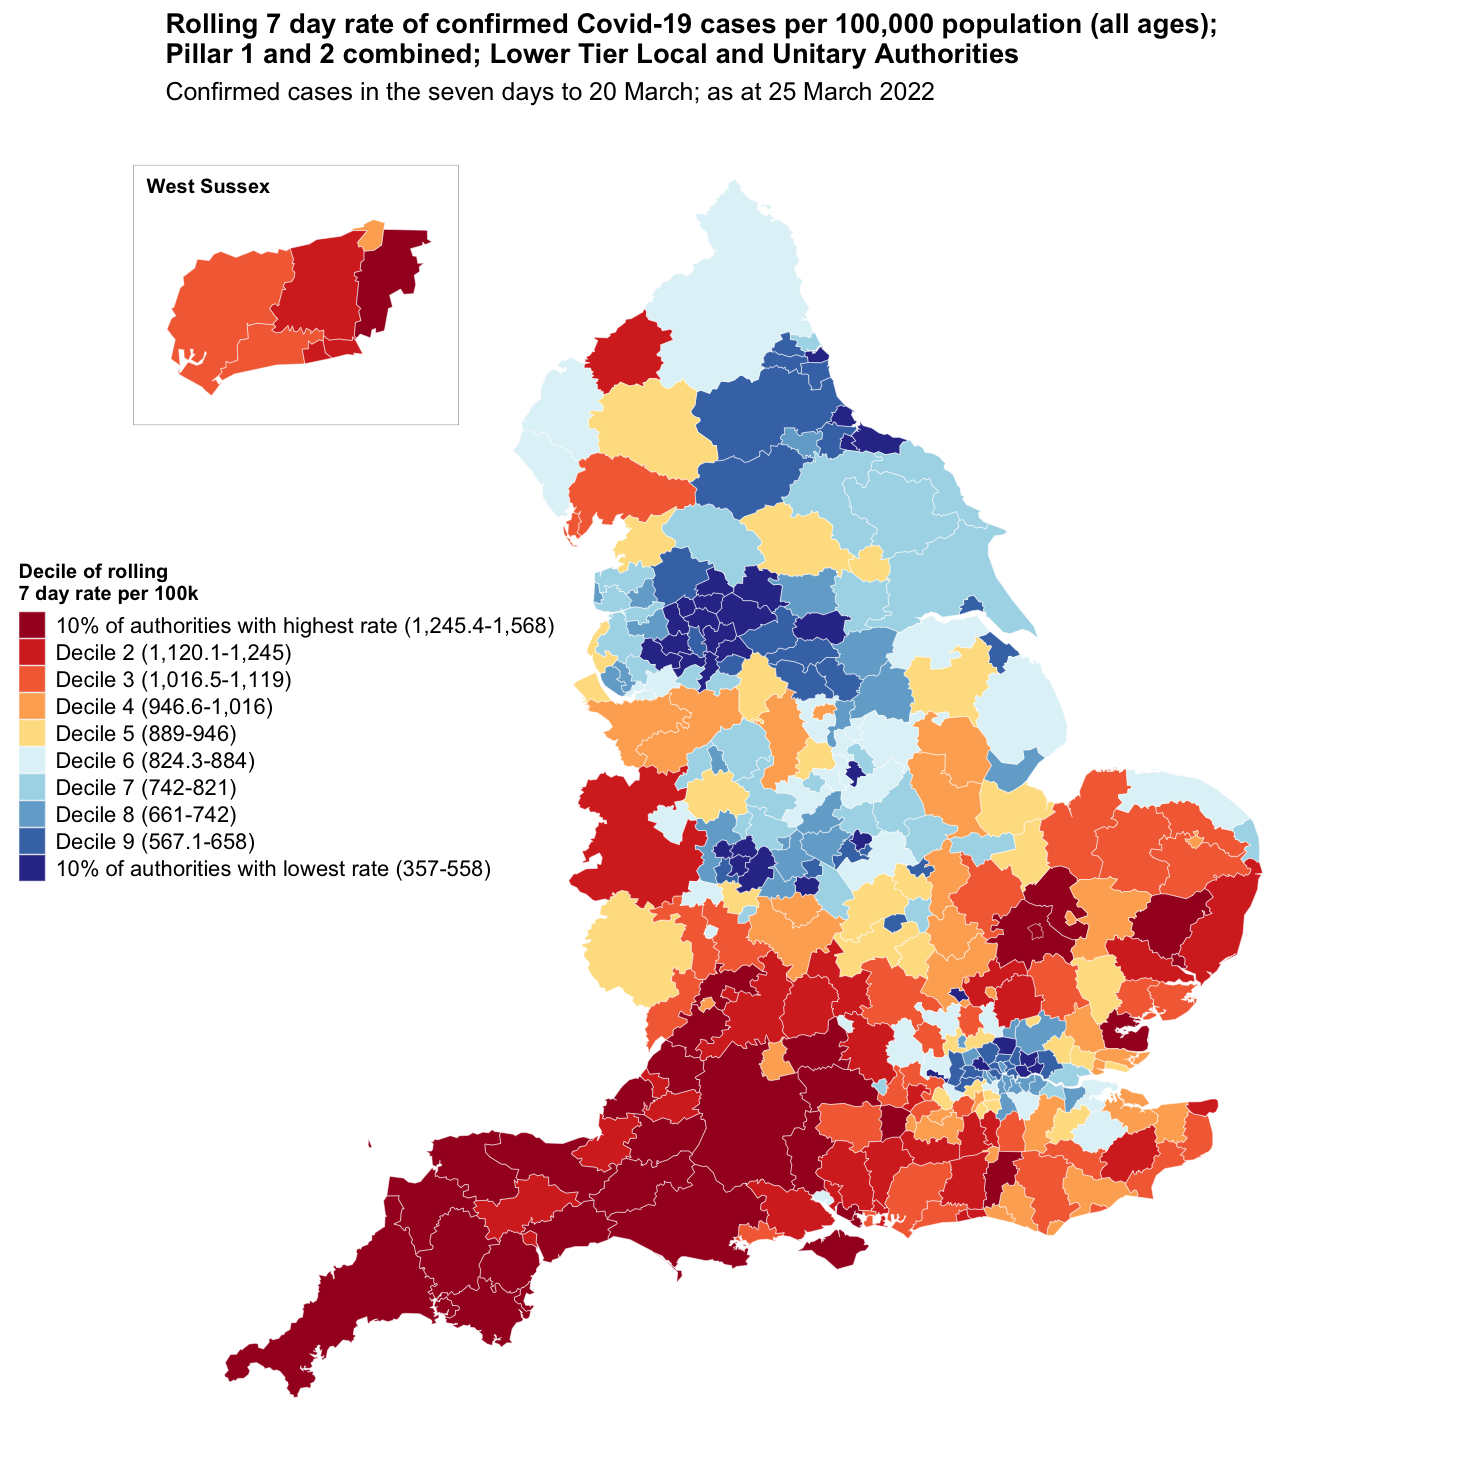 Rolling 7 day rate of confirmed Covid-19 cases per 100,000 population (all ages);
Pillar 1 and 2 combined; Lower Tier Local and Unitary Authorities
Confirmed cases in the seven days to 20 March; as at 25 March 2022
West Sussex
Decile of rolling
7 day rate per 100k
10% of authorities with highest rate (1,245.4-1,568)
Decile 2 (1,120.1-1,245)
Decile 3 (1,016.5-1,119)
Decile 4 (946.6-1,016)
Decile 5 (889-946)
Decile 6 (824.3-884)
Decile 7 (742-821)
Decile 8 (661-742)
Decile 9 (567.1-658)
10% of authorities with lowest rate (357-558)